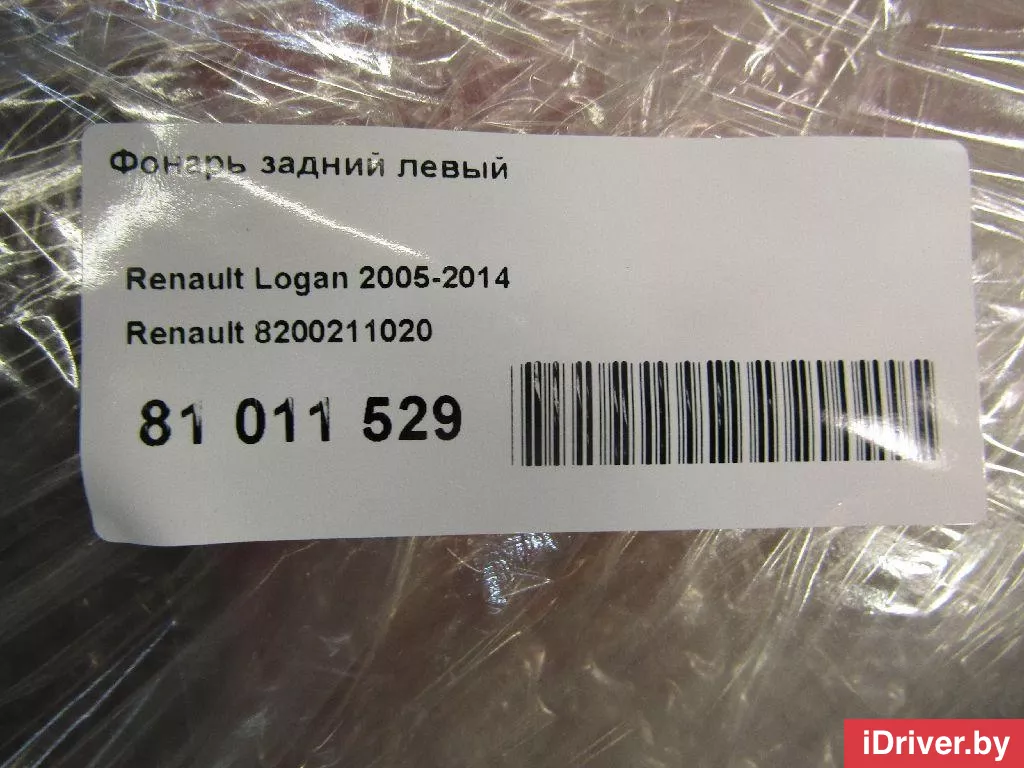 Фонарь задний левый
Renault Logan 2005-2014
Renault 8200211020
81 011 529
iDriver.by